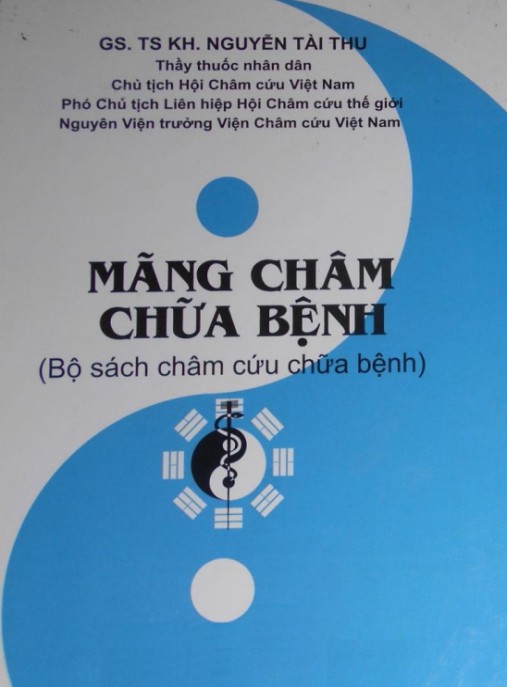 GS. TS KH. NGUYỄN TÀI THU
Thầy thuốc nhân dân
Chủ tịch Hội Châm cứu Việt Nam
Phó Chủ tịch Liên hiệp Hội Châm cứu thế giới
Nguyên Viện trưởng Viện Châm cứu Việt Nam
MÃNG CHÂM
CHỮA BỆNH
(Bộ sách châm cứu chữa bệnh)